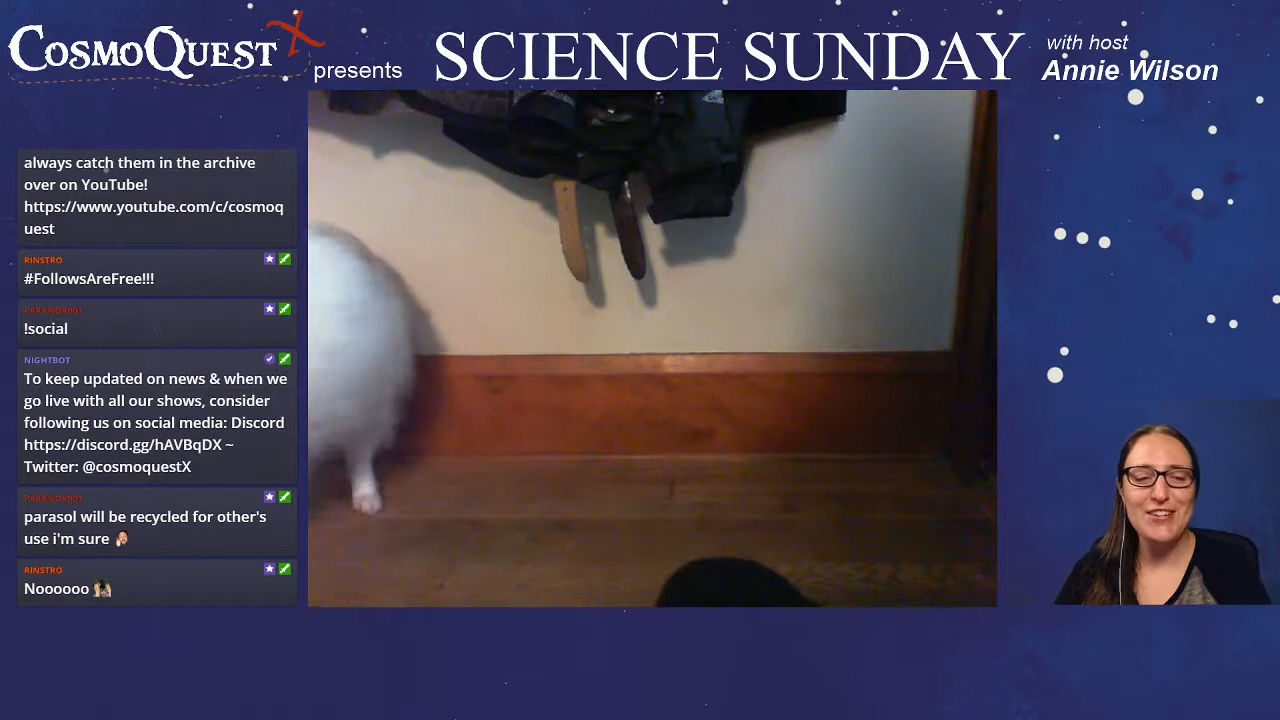 CosmoQuest X
presents
SCIENCE SUNDAY
with host
Annie Wilson
always catch them in the archive
over on YouTube!
https://www.youtube.com/c/cosmoq
uest
RINSTRO
#FollowsAreFree!!!
PARANOR001
!social
NIGHTBOT
To keep updated on news & when we
go live with all our shows, consider
following us on social media: Discord
https://discord.gg/hAVBqDX ~
Twitter: @cosmoquestX
PARANOR001
parasol will be recycled for other's
use i'm sure
RINSTRO
Noooooo